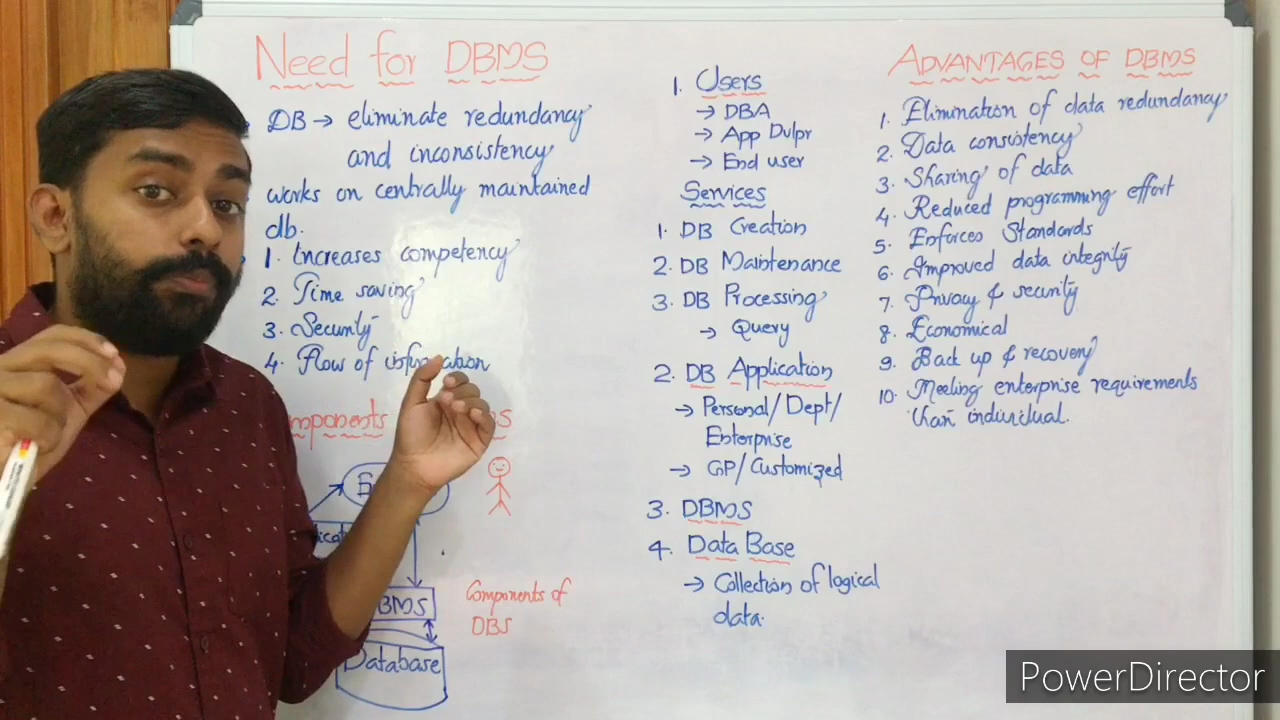 Need for DBMS
DB → eliminate redundancy
and inconsistency
works on centrally maintained
db.
1. Increases competency
2. Time saving
3. Security
4. Flow of information
DBMS
Database
Components of
DBS
1. Users
→ DBA
→ App Dvlpr
→ End user
Services
1. DB Creation
2. DB Maintenance
3. DB Processing
→ Query
2. DB Application
→ Personal/Dept/
Enterprise
→ GP/Customized
3. DBMS
4. Data Base
→ Collection of logical
data.
ADVANTAGES OF DBMS
1. Elimination of data redundancy
2. Data consistency
3. Sharing of data
4. Reduced programming effort
5. Enforces Standards
6. Improved data integrity
7. Privacy & security
8. Economical
9. Back up & recovery
10. Meeting enterprise requirements
than individual.
PowerDirector